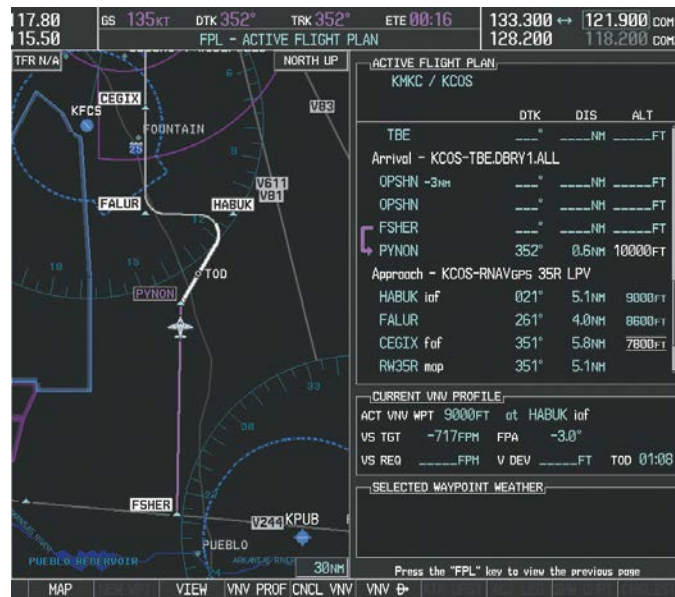 17.80 GS 135KT DTK 352° TRK 352° ETE 00:16 133.300 ↔ 121.900 COM
15.50 FPL - ACTIVE FLIGHT PLAN 128.200 118.200 COM
TFR N/A NORTH UP
CEGIX
KFCS
V83
FOUNTAIN
25
V611
V81
FALUR
HABUK
TOD
PYNON
FSHER
V244
KPUB
PUEBLO
PUEBLO RESERVOIR
ARKANSAS RIVER
30NM
ACTIVE FLIGHT PLAN
KMKC / KCOS
DTK DIS ALT
TBE ___° ____NM _____FT
Arrival - KCOS-TBE.DBRY1.ALL
OPSHN -3NM ___° ____NM _____FT
OPSHN ___° ____NM _____FT
FSHER ___° ____NM _____FT
PYNON 352° 0.6NM 10000FT
Approach - KCOS-RNAVGPS 35R LPV
HABUK iaf 021° 5.1NM 9000FT
FALUR 261° 4.0NM 8600FT
CEGIX faf 351° 5.8NM 7800FT
RW35R map 351° 5.1NM
CURRENT VNV PROFILE
ACT VNV WPT 9000FT at HABUK iaf
VS TGT -717FPM FPA -3.0°
VS REQ _____FPM V DEV _____FT TOD 01:08
SELECTED WAYPOINT WEATHER
Press the "FPL" key to view the previous page
MAP VIEW VNV PROF CNCL VNV VNV D→